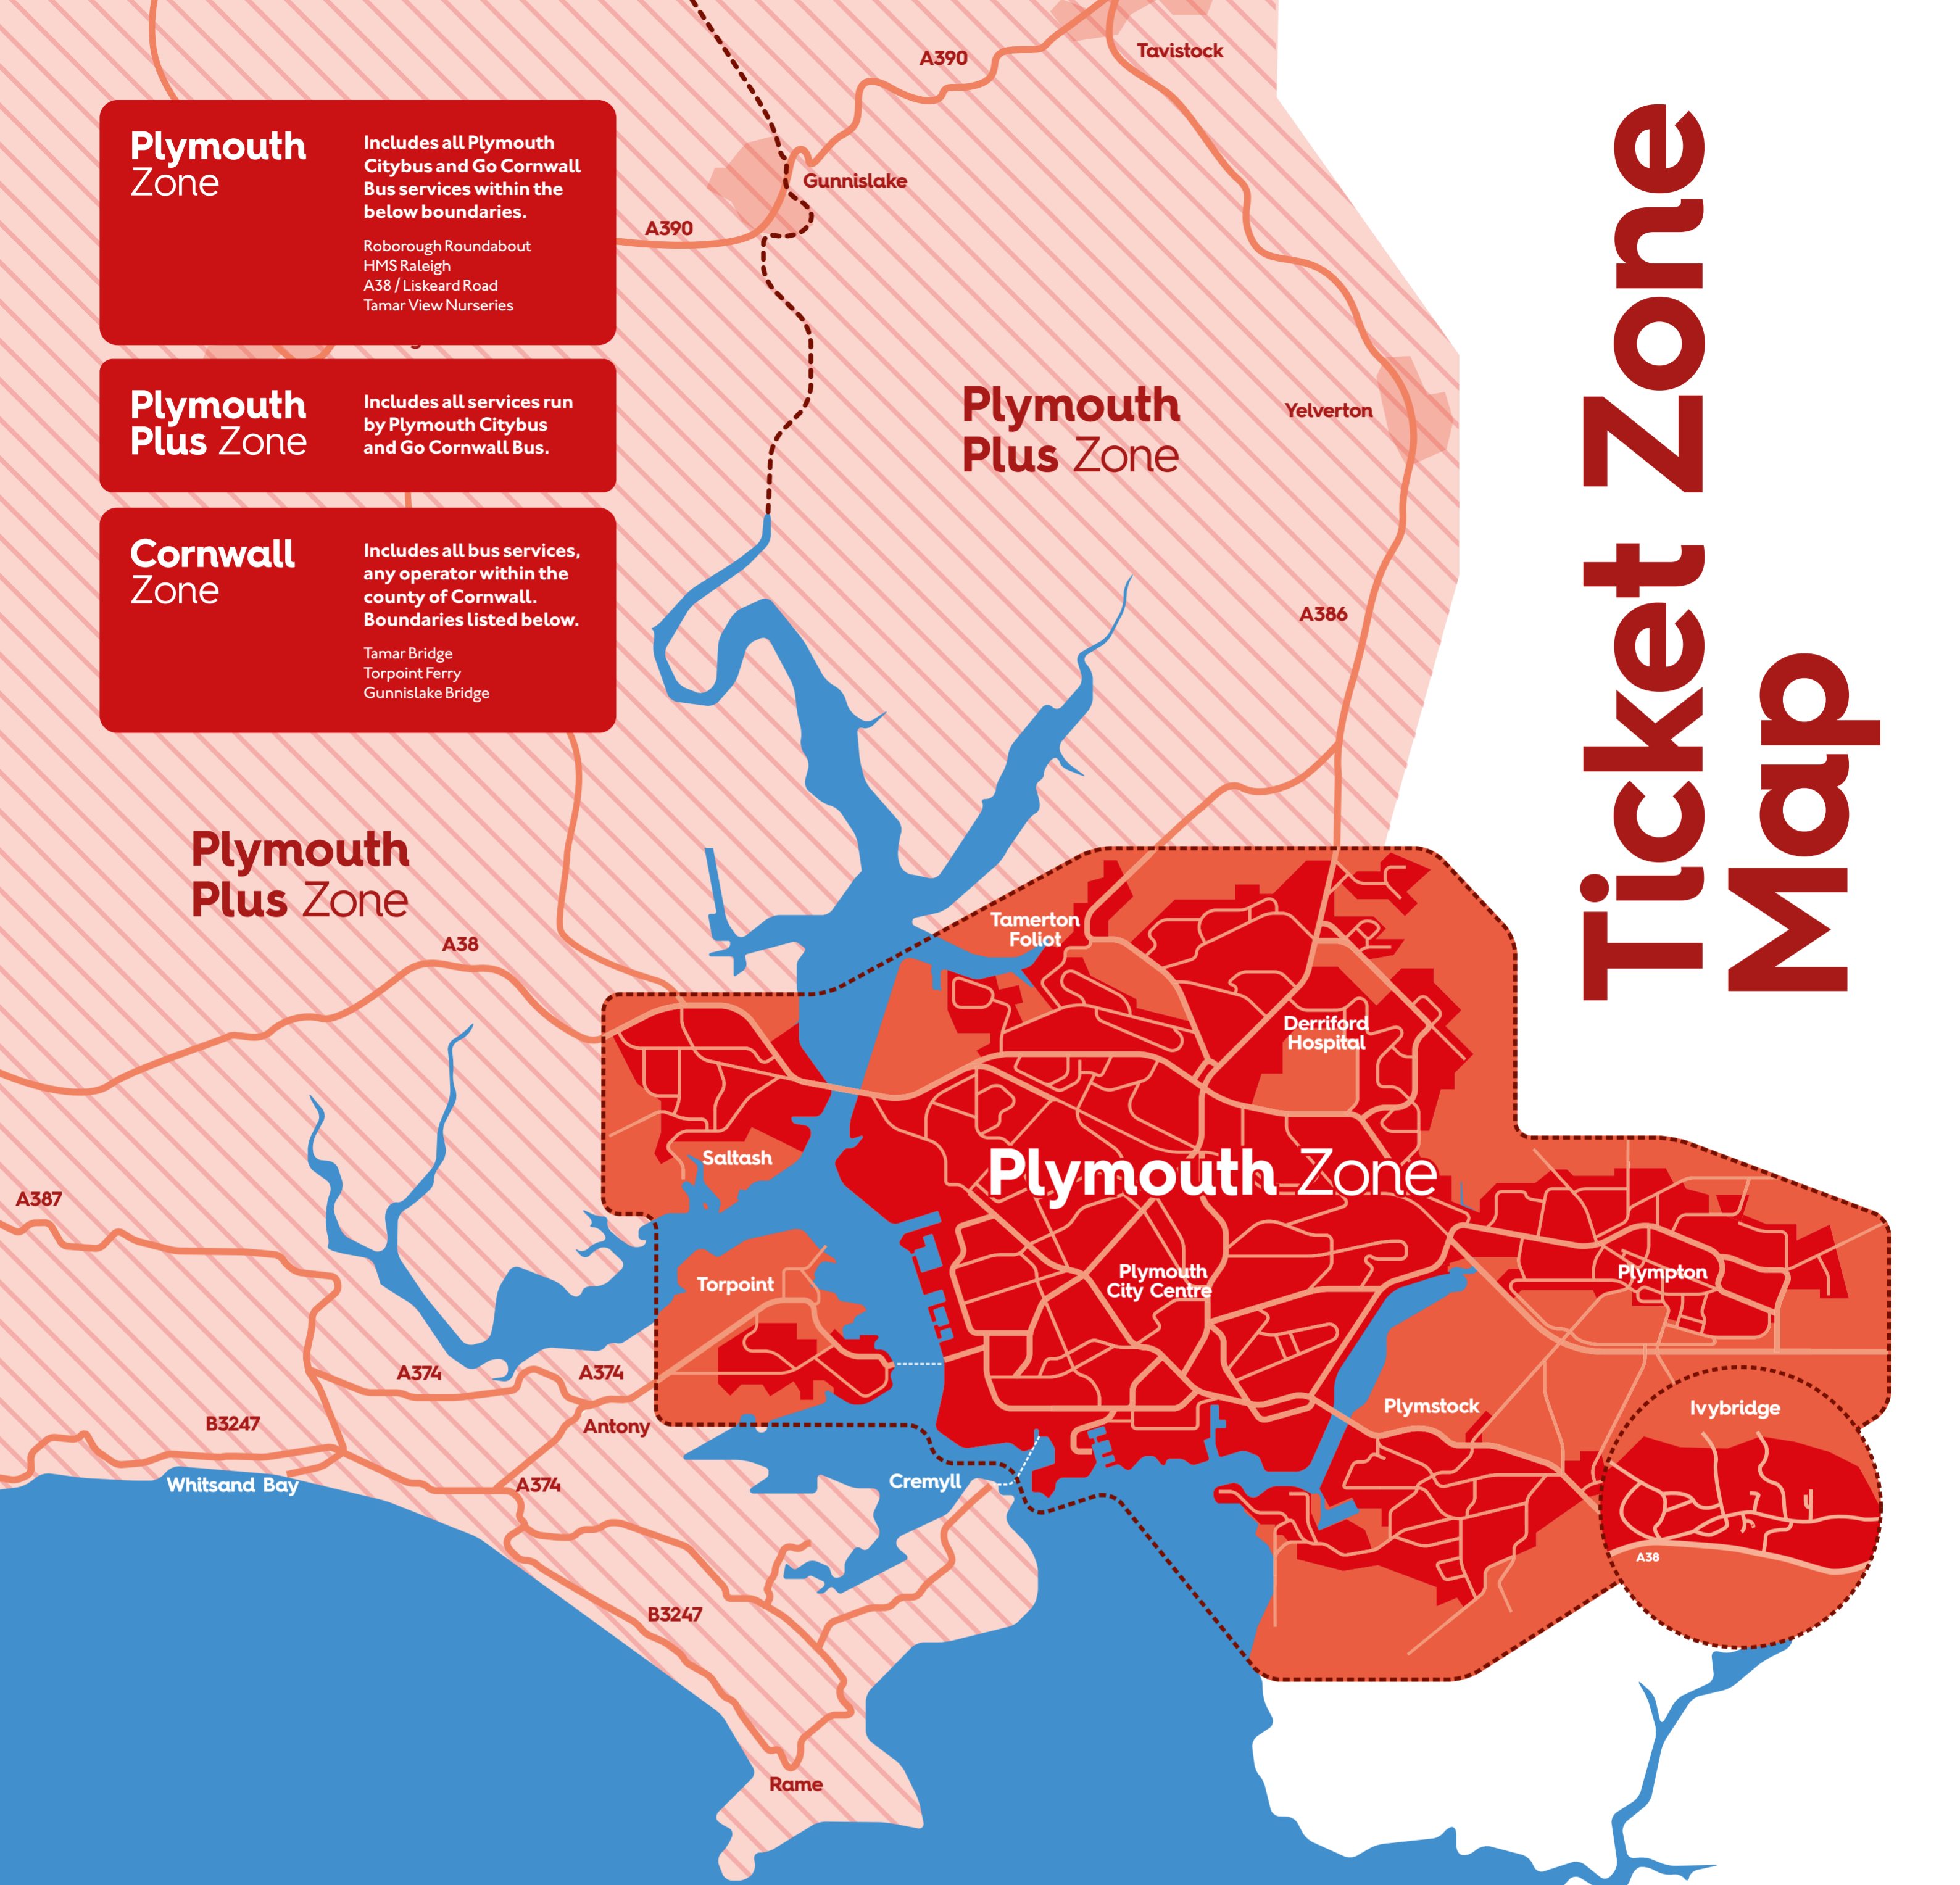 Ticket Zone
Map
Plymouth
Zone
Includes all Plymouth
Citybus and Go Cornwall
Bus services within the
below boundaries.
Roborough Roundabout
HMS Raleigh
A38 / Liskeard Road
Tamar View Nurseries
Plymouth
Plus Zone
Includes all services run
by Plymouth Citybus
and Go Cornwall Bus.
Cornwall
Zone
Includes all bus services,
any operator within the
county of Cornwall.
Boundaries listed below.
Tamar Bridge
Torpoint Ferry
Gunnislake Bridge
A390
Tavistock
Gunnislake
A390
Plymouth
Plus Zone
Yelverton
A386
Plymouth
Plus Zone
A38
Tamerton
Foliot
Derriford
Hospital
Saltash
Plymouth Zone
A387
Torpoint
Plymouth
City Centre
Plympton
A374
A374
B3247
Antony
Plymstock
Ivybridge
Whitsand Bay
A374
Cremyll
A38
B3247
Rame